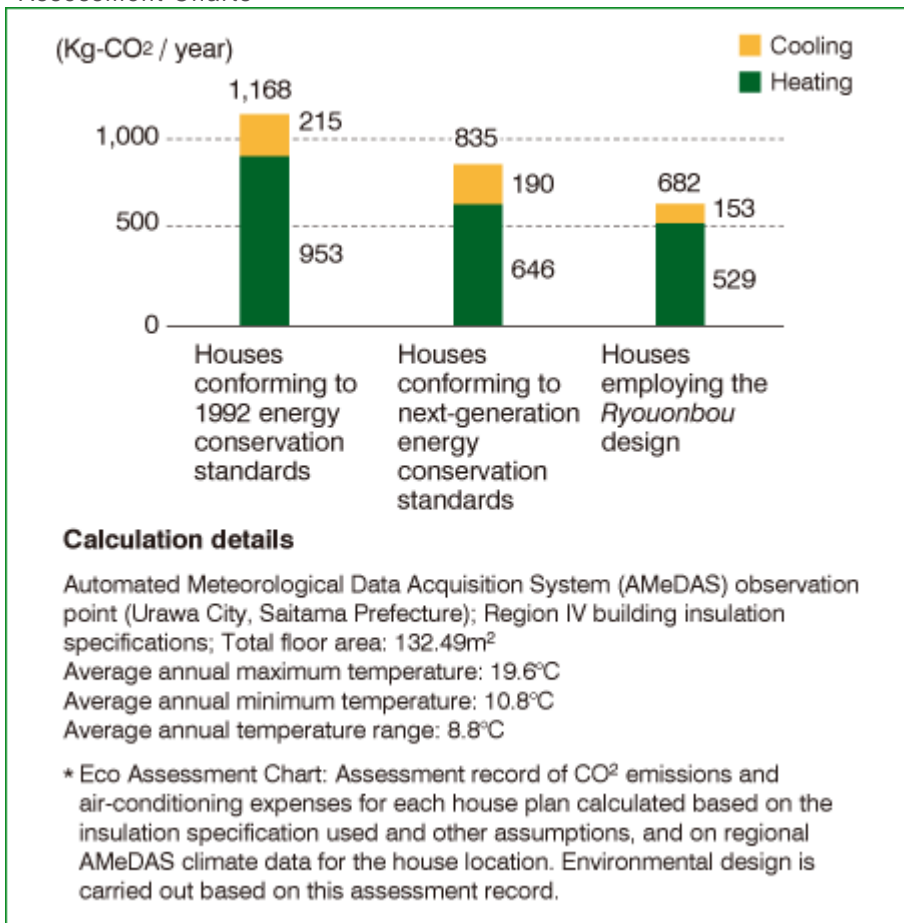 Assessment Charts
(Kg-CO2 / year)
Cooling
Heating
1,168
215
953
835
190
646
682
153
529
1,000
500
0
Houses
conforming to
1992 energy
conservation
standards
Houses
conforming to
next-generation
energy
conservation
standards
Houses
employing the
Ryouonbou
design
Calculation details
Automated Meteorological Data Acquisition System (AMeDAS) observation
point (Urawa City, Saitama Prefecture); Region IV building insulation
specifications; Total floor area: 132.49m²
Average annual maximum temperature: 19.6°C
Average annual minimum temperature: 10.8°C
Average annual temperature range: 8.8°C
* Eco Assessment Chart: Assessment record of CO² emissions and
air-conditioning expenses for each house plan calculated based on the
insulation specification used and other assumptions, and on regional
AMeDAS climate data for the house location. Environmental design is
carried out based on this assessment record.